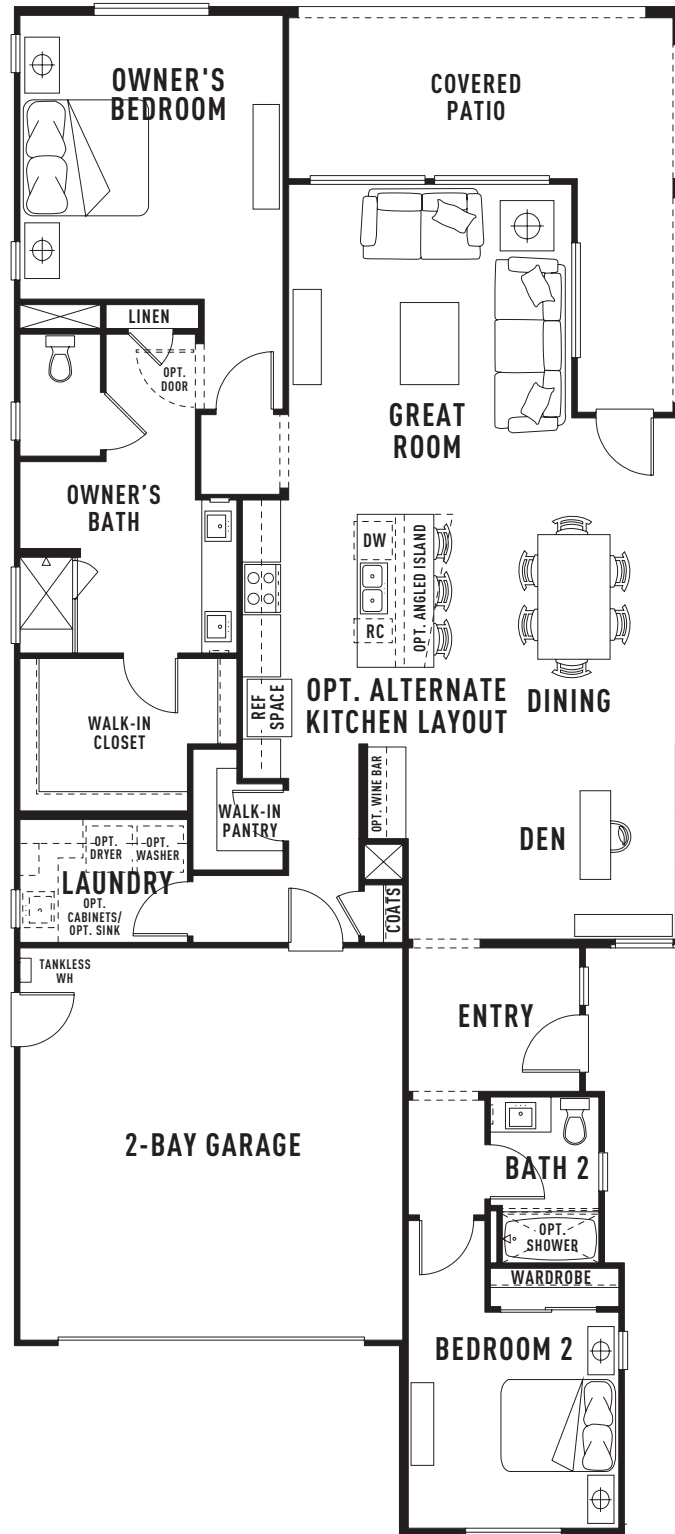 OWNER'S
BEDROOM
COVERED
PATIO
LINEN
OPT.
DOOR
GREAT
ROOM
OWNER'S
BATH
DW
RC
OPT. ANGLED ISLAND
REF
SPACE
OPT. ALTERNATE
KITCHEN LAYOUT
DINING
WALK-IN
CLOSET
OPT. WINE BAR
WALK-IN
PANTRY
DEN
OPT.
DRYER
OPT.
WASHER
LAUNDRY
OPT.
CABINETS/
OPT. SINK
COATS
TANKLESS
WH
ENTRY
2-BAY GARAGE
BATH 2
OPT.
SHOWER
WARDROBE
BEDROOM 2